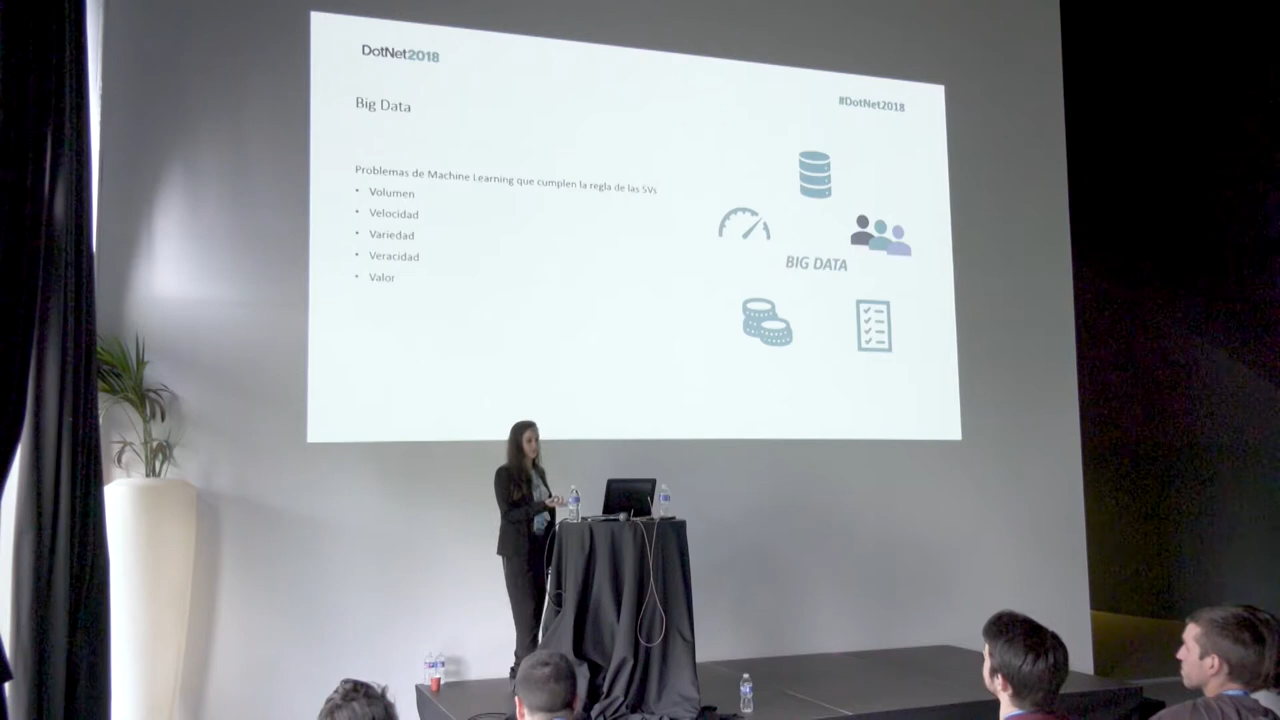 DotNet2018
#DotNet2018
Big Data
Problemas de Machine Learning que cumplen la regla de las 5Vs
• Volumen
• Velocidad
• Variedad
• Veracidad
• Valor
BIG DATA